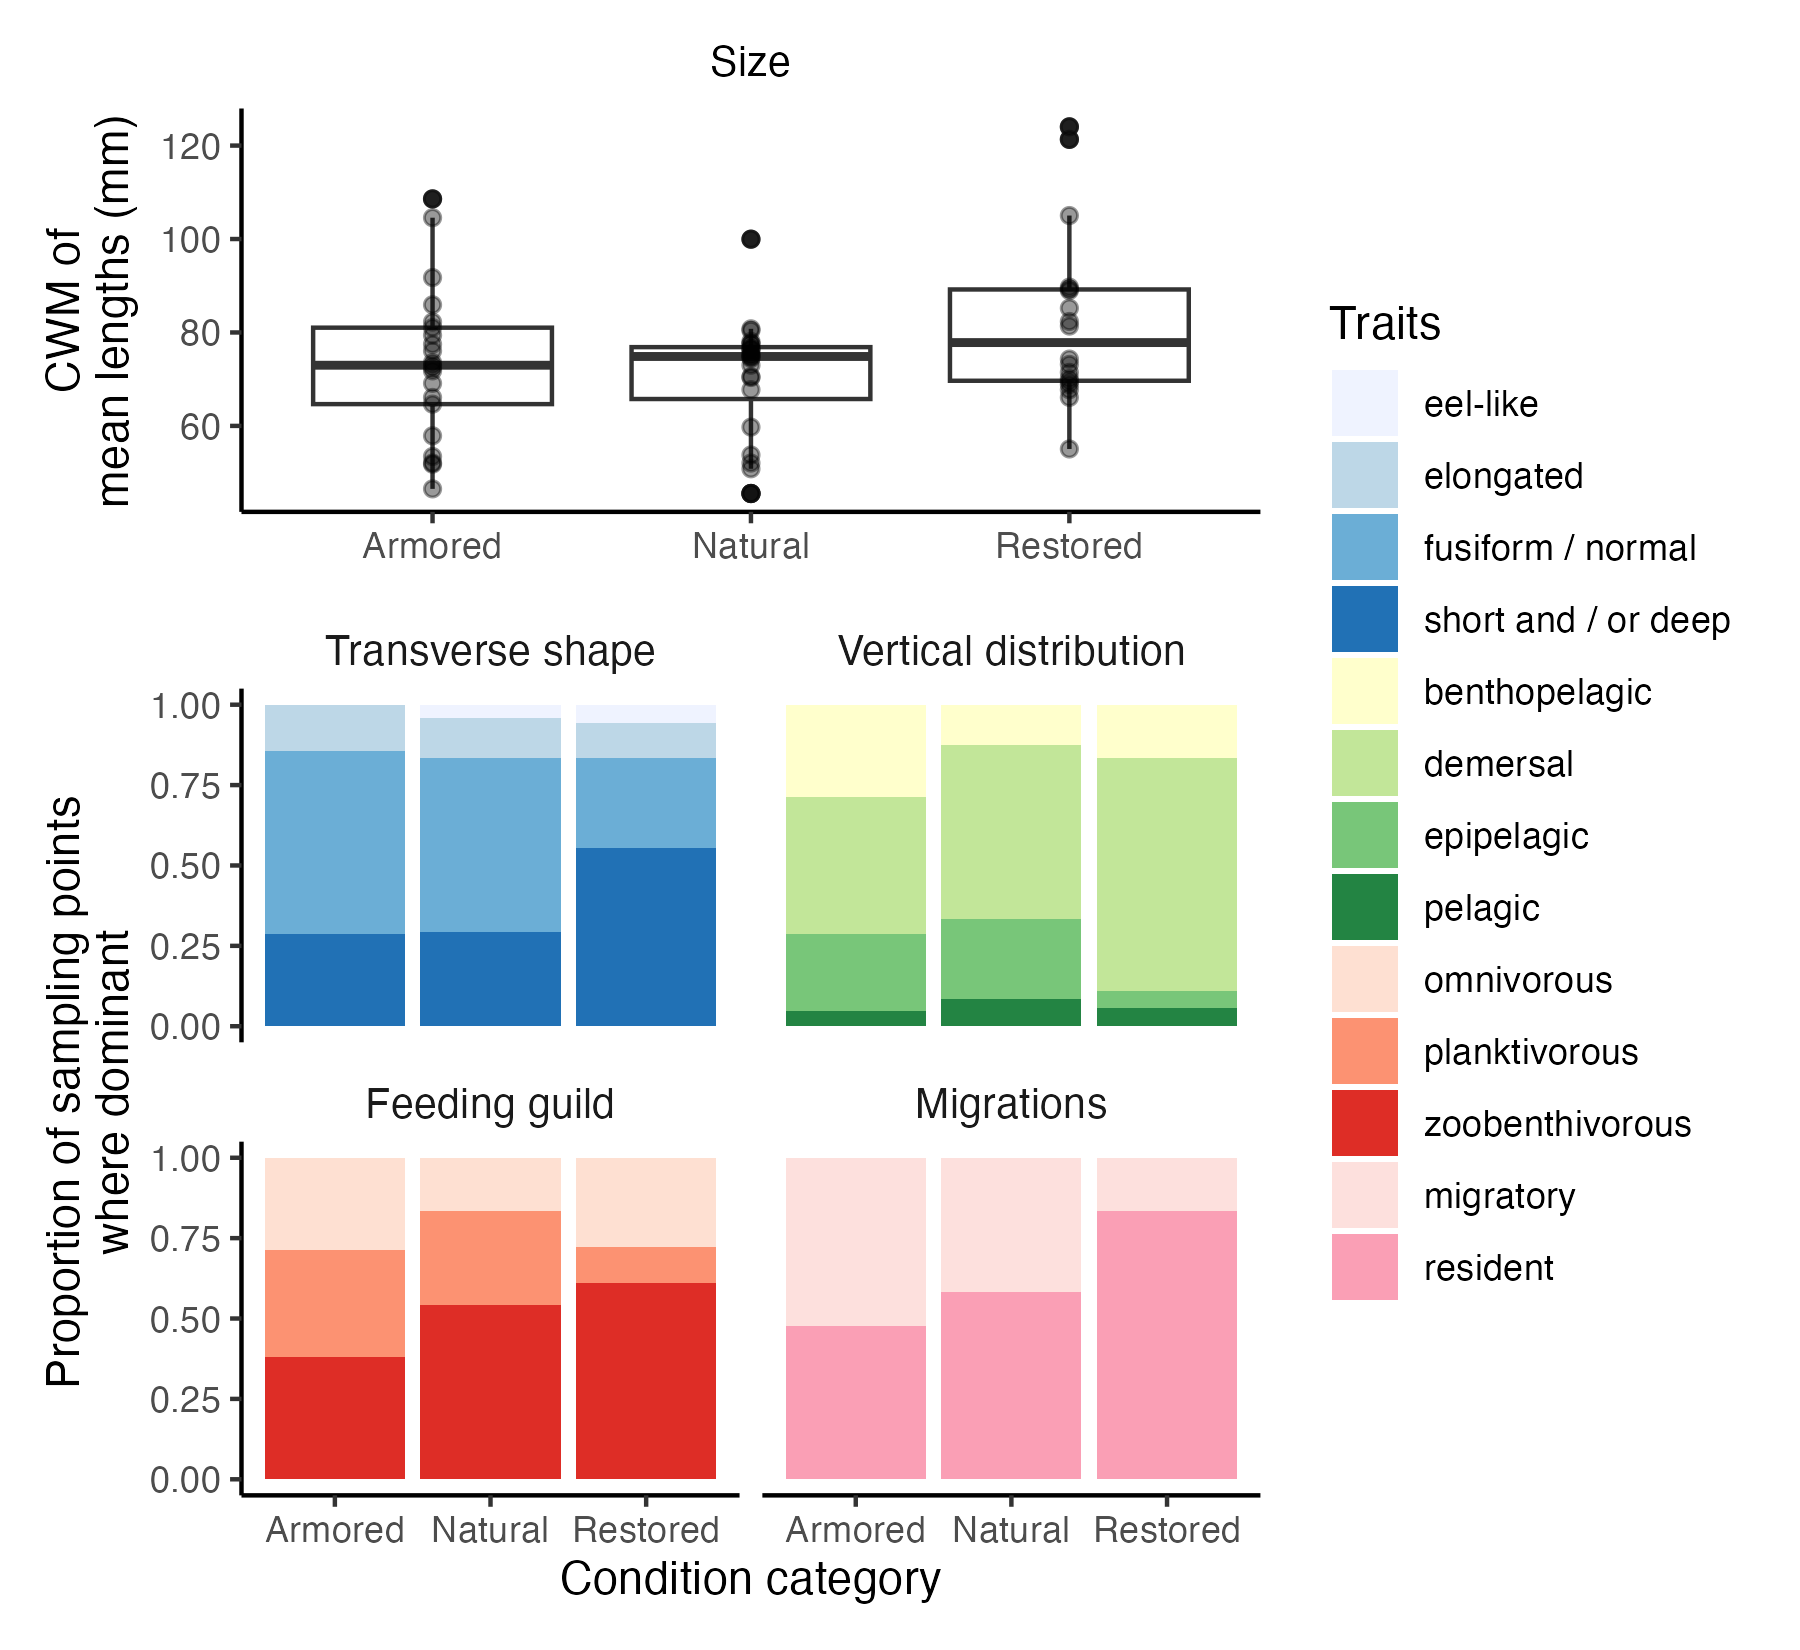 Size
CWM of
mean lengths (mm)
120
100
80
60
Armored Natural Restored
Transverse shape
Vertical distribution
Proportion of sampling points
where dominant
1.00
0.75
0.50
0.25
0.00
Feeding guild
Migrations
1.00
0.75
0.50
0.25
0.00
Armored Natural Restored
Armored Natural Restored
Condition category
Traits
eel-like
elongated
fusiform / normal
short and / or deep
benthopelagic
demersal
epipelagic
pelagic
omnivorous
planktivorous
zoobenthivorous
migratory
resident